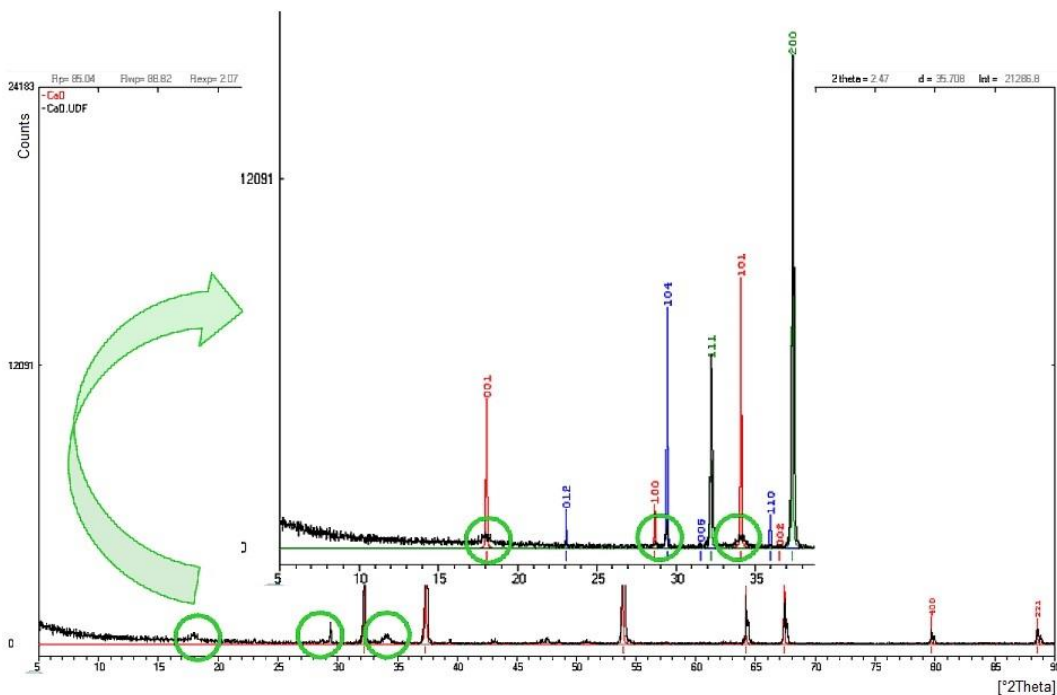 Rp= 85.04 Rwp= 88.82 Rexp= 2.07
2 theta = 2.47 d = 35.708 Int = 21286.8
24183
-CaO
-CaO.UDF
Counts
12091
0
200
12091
104
101
111
001
012
100
006
110
002
0
5 10 15 20 25 30 35
400
221
5 10 15 20 25 30 35 40 45 50 55 60 65 70 75 80 85 90
[°2Theta]